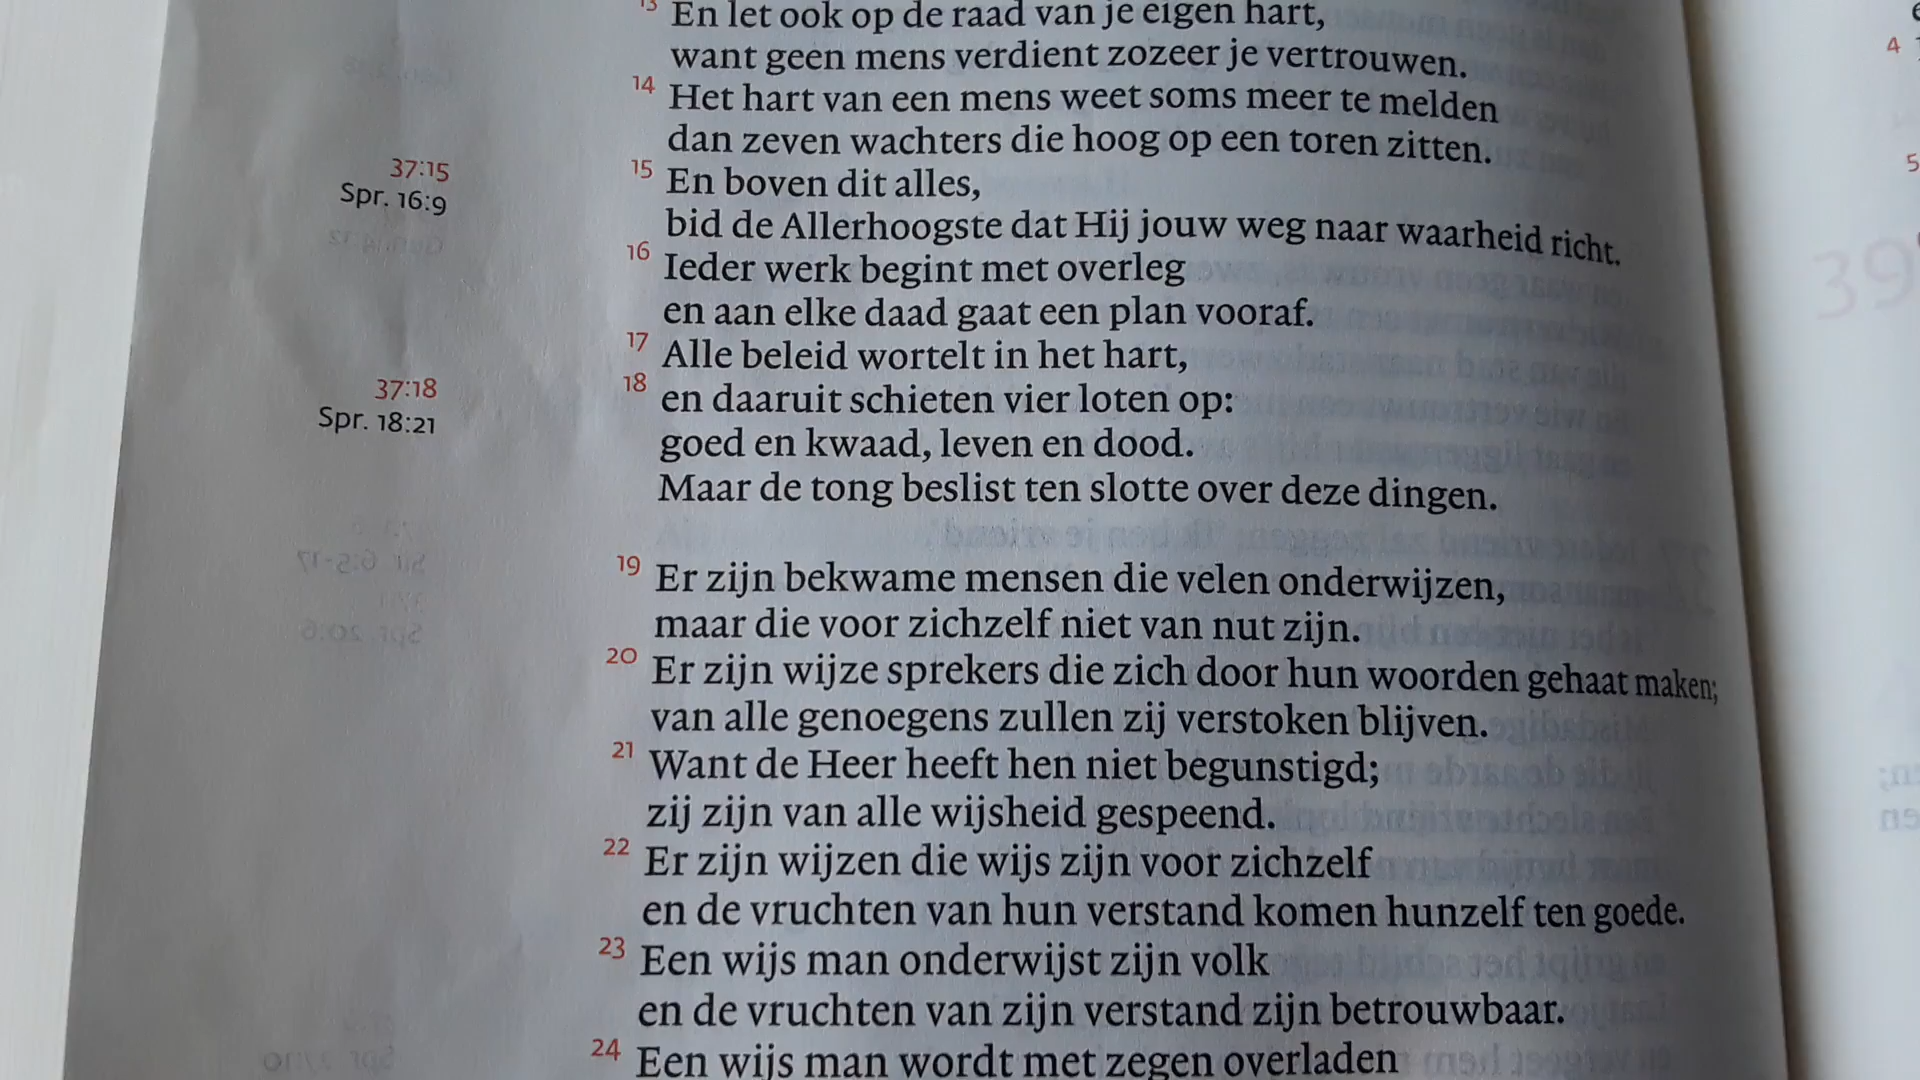 13 En let ook op de raad van je eigen hart,
want geen mens verdient zozeer je vertrouwen.
14 Het hart van een mens weet soms meer te melden
dan zeven wachters die hoog op een toren zitten.
37:15
Spr. 16:9
15 En boven dit alles,
bid de Allerhoogste dat Hij jouw weg naar waarheid richt.
16 Ieder werk begint met overleg
en aan elke daad gaat een plan vooraf.
17 Alle beleid wortelt in het hart,
37:18
Spr. 18:21
18 en daaruit schieten vier loten op:
goed en kwaad, leven en dood.
Maar de tong beslist ten slotte over deze dingen.
19 Er zijn bekwame mensen die velen onderwijzen,
maar die voor zichzelf niet van nut zijn.
20 Er zijn wijze sprekers die zich door hun woorden gehaat maken;
van alle genoegens zullen zij verstoken blijven.
21 Want de Heer heeft hen niet begunstigd;
zij zijn van alle wijsheid gespeend.
22 Er zijn wijzen die wijs zijn voor zichzelf
en de vruchten van hun verstand komen hunzelf ten goede.
23 Een wijs man onderwijst zijn volk
en de vruchten van zijn verstand zijn betrouwbaar.
24 Een wijs man wordt met zegen overladen
4
5
39